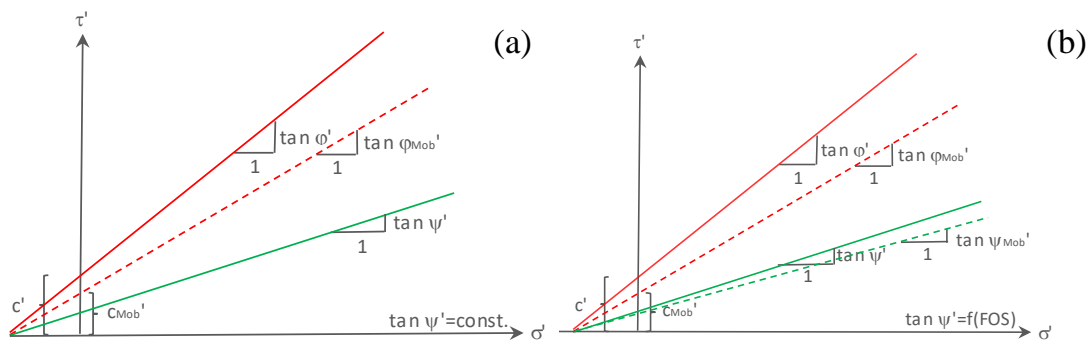 τ'
(a)
tan φ'
1
tan φMob'
1
tan ψ'
1
c'
cMob'
tan ψ'=const.
σ'
τ'
(b)
tan φ'
1
tan φMob'
1
tan ψMob'
1
tan ψ'
1
c'
cMob'
tan ψ'=f(FOS)
σ'